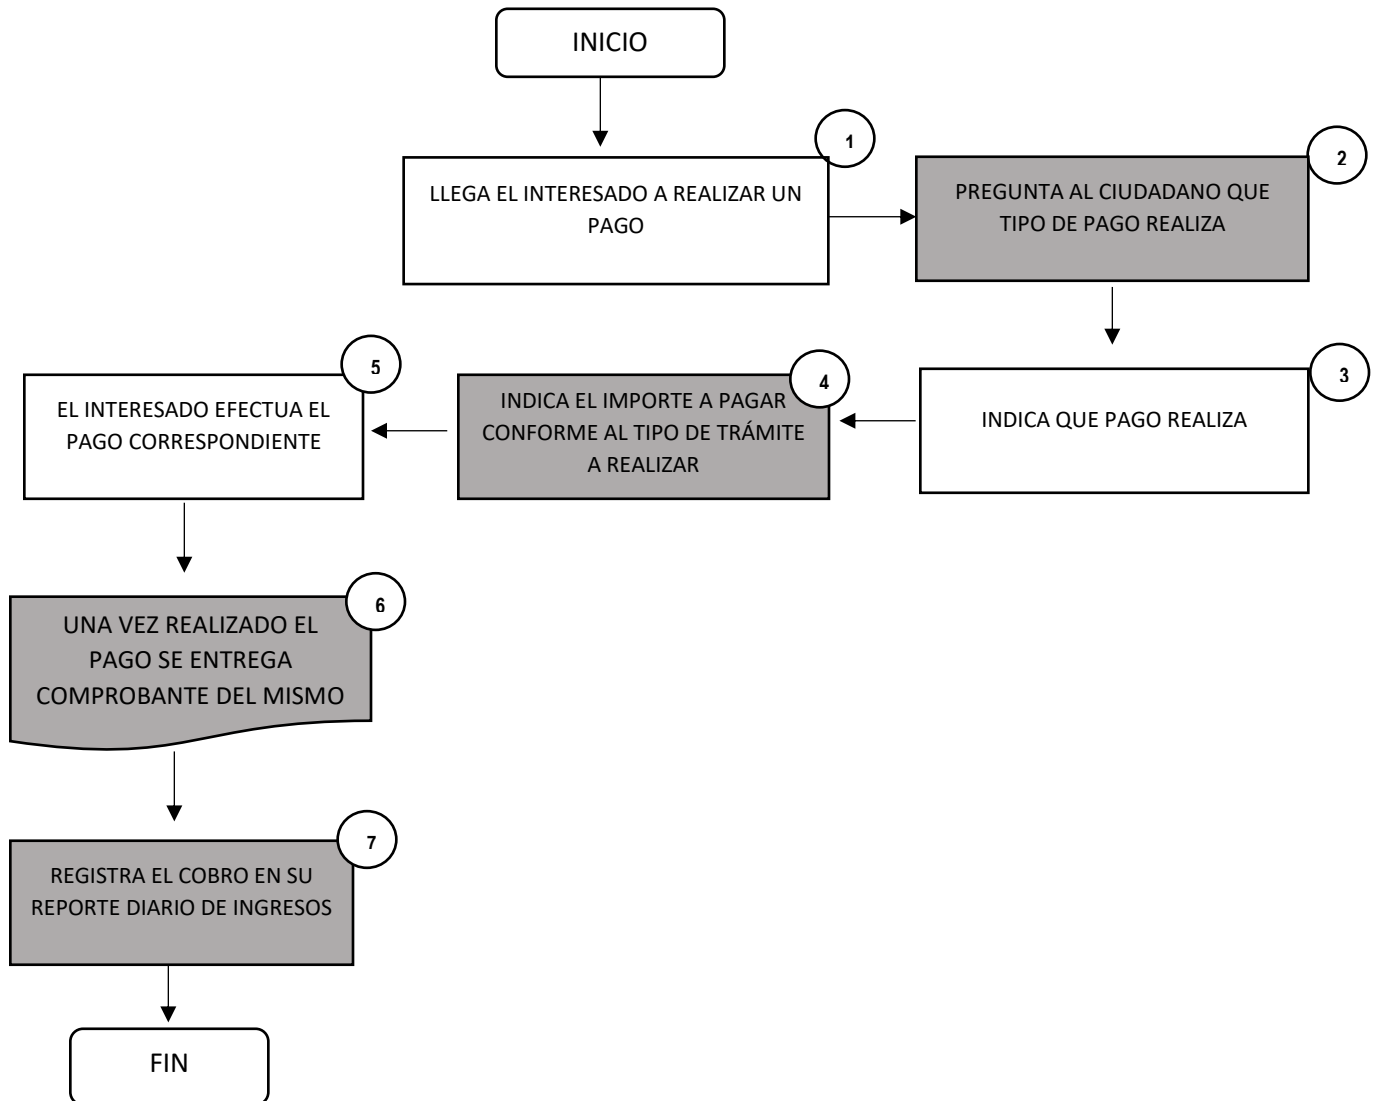 INICIO
1
LLEGA EL INTERESADO A REALIZAR UN
PAGO
2
PREGUNTA AL CIUDADANO QUE
TIPO DE PAGO REALIZA
3
INDICA QUE PAGO REALIZA
4
INDICA EL IMPORTE A PAGAR
CONFORME AL TIPO DE TRÁMITE
A REALIZAR
5
EL INTERESADO EFECTUA EL
PAGO CORRESPONDIENTE
6
UNA VEZ REALIZADO EL
PAGO SE ENTREGA
COMPROBANTE DEL MISMO
7
REGISTRA EL COBRO EN SU
REPORTE DIARIO DE INGRESOS
FIN